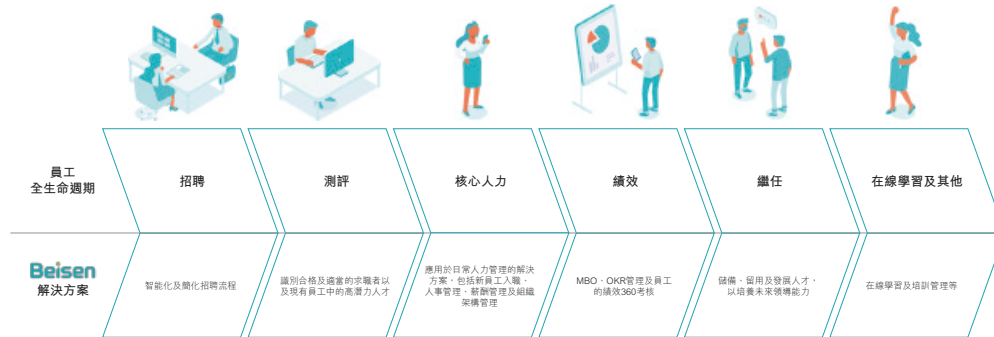 員工
全生命週期
招聘
測評
核心人力
績效
繼任
在線學習及其他
Beisen
解決方案
智能化及簡化招聘流程
識別合格及適當的求職者以
及現有員工中的高潛力人才
應用於日常人力管理的解決
方案，包括新員工入職、
人事管理、薪酬管理及組織
架構管理
MBO、OKR管理及員工
的績效360考核
儲備、留用及發展人才，
以培養未來領導能力
在線學習及培訓管理等